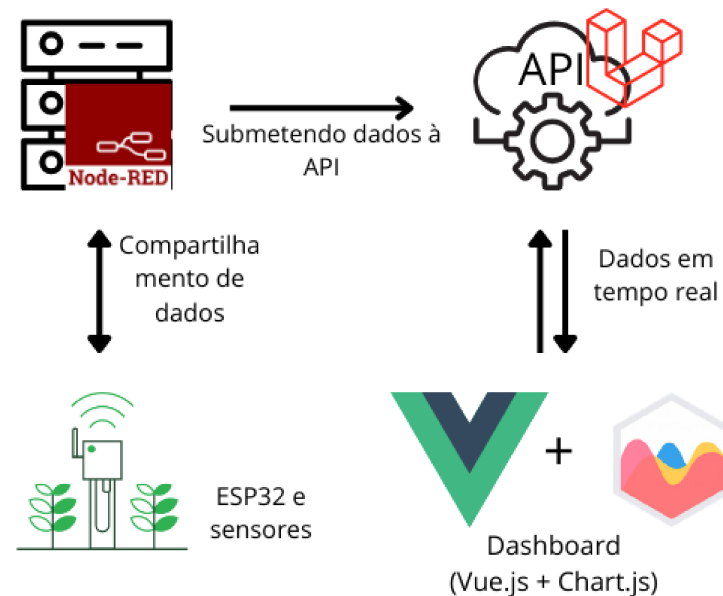 Node-RED
Submetendo dados à
API
API
Compartilha
mento de
dados
Dados em
tempo real
ESP32 e
sensores
+
Dashboard
(Vue.js + Chart.js)